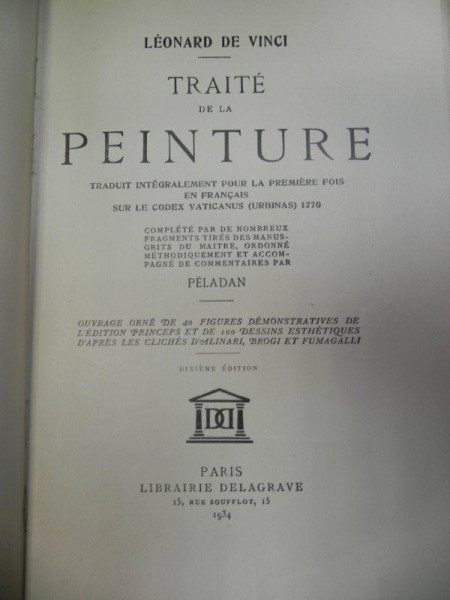 LÉONARD DE VINCI
TRAITÉ
DE LA
PEINTURE
TRADUIT INTÉGRALEMENT POUR LA PREMIÈRE FOIS
EN FRANÇAIS
SUR LE CODEX VATICANUS (URBINAS) 1270
COMPLÉTÉ PAR DE NOMBREUX
FRAGMENTS TIRÉS DES MANUS-
CRITS DU MAITRE, ORDONNÉ
MÉTHODIQUEMENT ET ACCOM-
PAGNÉ DE COMMENTAIRES PAR
PÉLADAN
OUVRAGE ORNÉ DE 40 FIGURES DÉMONSTRATIVES DE
L'ÉDITION PRINCEPS ET DE 100 DESSINS ESTHÉTIQUES
D'APRÈS LES CLICHÉS D'ALINARI, BROGI ET FUMAGALLI
DIXIÈME ÉDITION
DD
PARIS
LIBRAIRIE DELAGRAVE
15, RUE SOUFFLOT, 15
1934